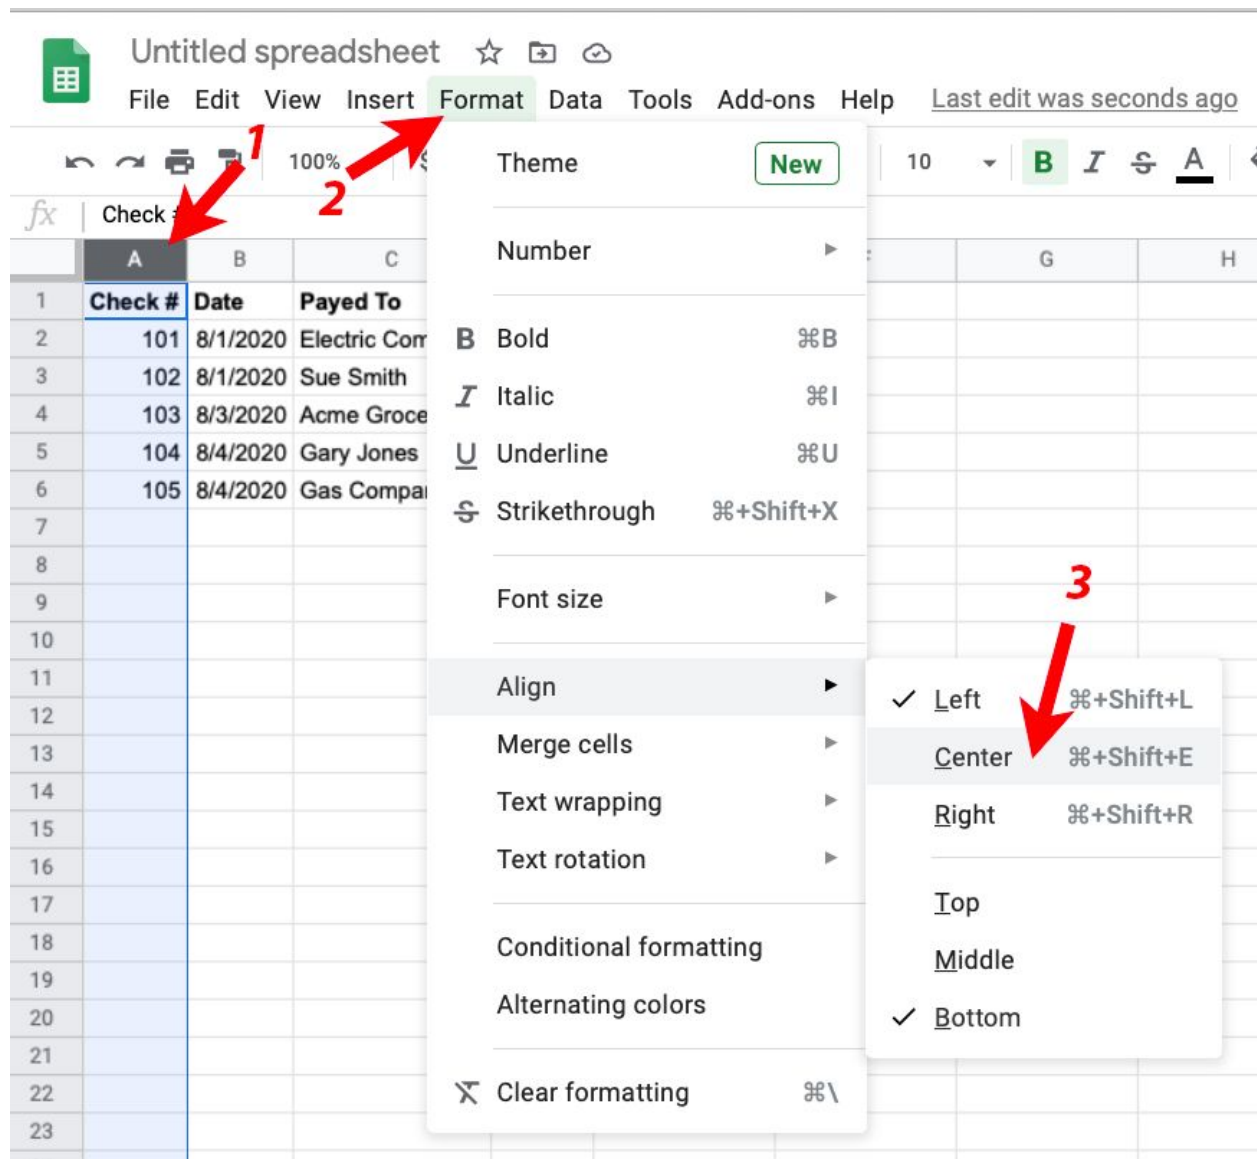 Untitled spreadsheet
File Edit View Insert Format Data Tools Add-ons Help Last edit was seconds ago
1
2
100% $ 10 B I S A
fx Check #
A B C G H
1 Check # Date Payed To
2 101 8/1/2020 Electric Com
3 102 8/1/2020 Sue Smith
4 103 8/3/2020 Acme Groce
5 104 8/4/2020 Gary Jones
6 105 8/4/2020 Gas Compa
7
8
9
10
11
12
13
14
15
16
17
18
19
20
21
22
23
Theme New
Number
B Bold ⌘B
I Italic ⌘I
U Underline ⌘U
S Strikethrough ⌘+Shift+X
Font size
Align
Merge cells
Text wrapping
Text rotation
Conditional formatting
Alternating colors
Clear formatting ⌘\
3
Left ⌘+Shift+L
Center ⌘+Shift+E
Right ⌘+Shift+R
Top
Middle
Bottom